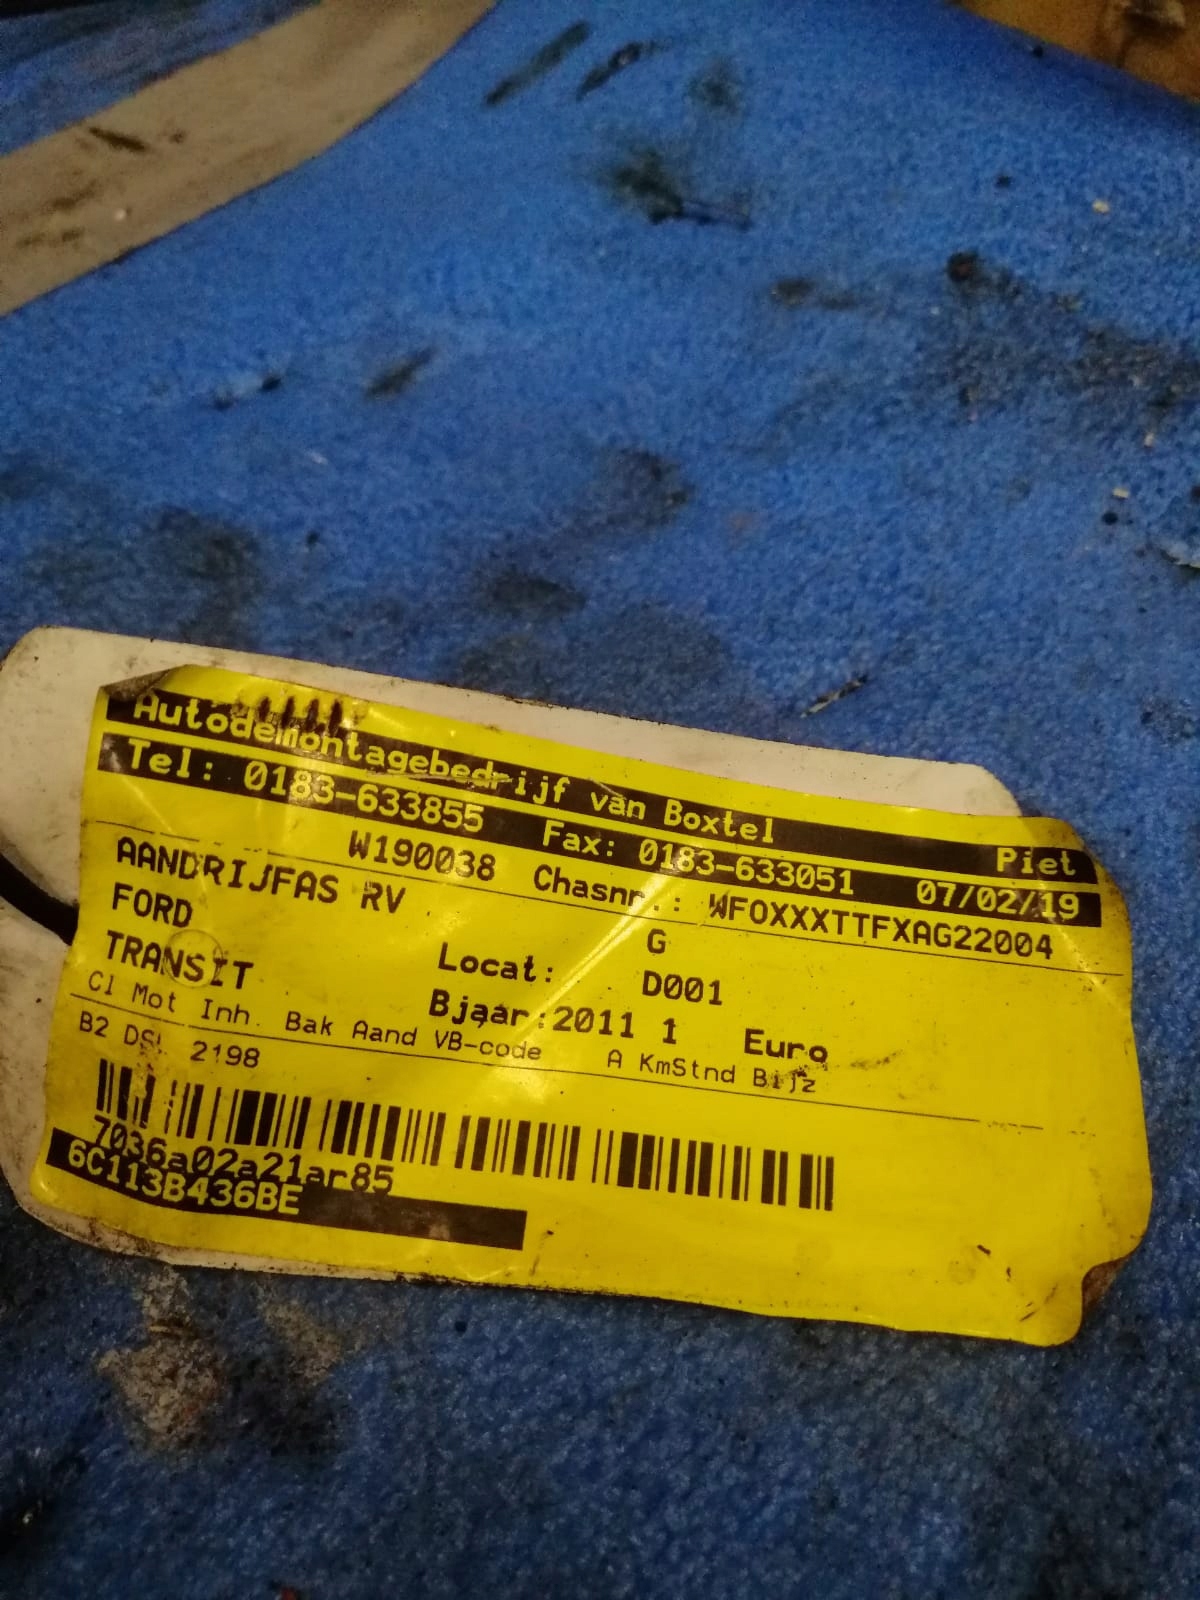 Autodemontagebedrijf van Boxtel Piet
Tel: 0183-633855 Fax: 0183-633051 07/02/19
W190038 Chasnr.: WFOXXXTTFXAG22004
AANDRIJFAS RV G
FORD Locat: D001
TRANSIT Bjaar:2011 1 Euro
Cl Mot Inh. Bak Aand VB-code A KmStnd Bijz
B2 DSL 2198
7036a02a21ar85
6C113B436BE